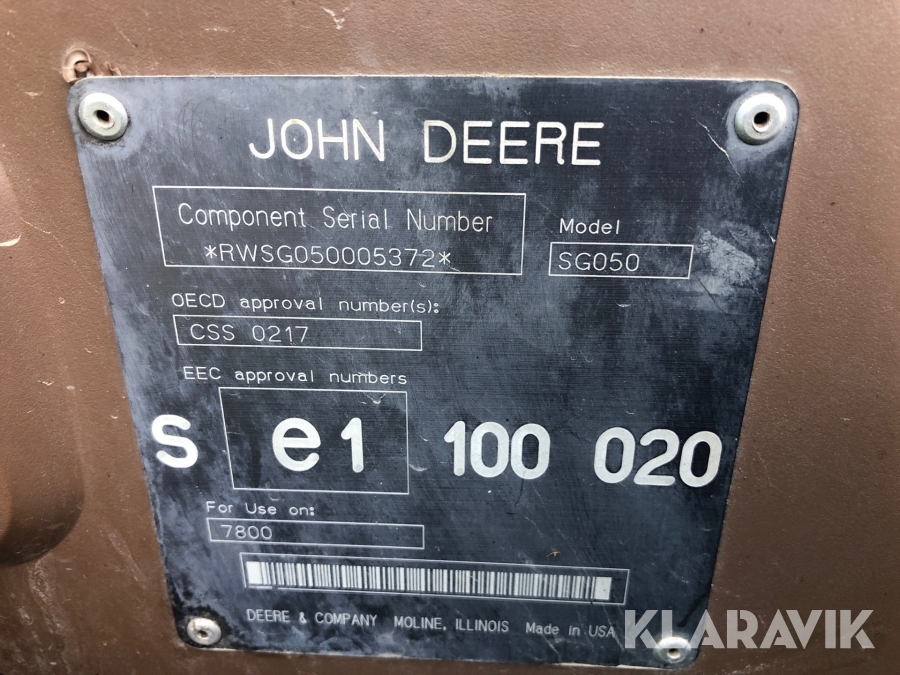 JOHN DEERE
Component Serial Number
*RWSG050005372*
Model
SG050
OECD approval number(s):
CSS 0217
EEC approval numbers
S e1 100 020
For Use on:
7800
DEERE & COMPANY MOLINE, ILLINOIS Made in USA
KLARAVIK